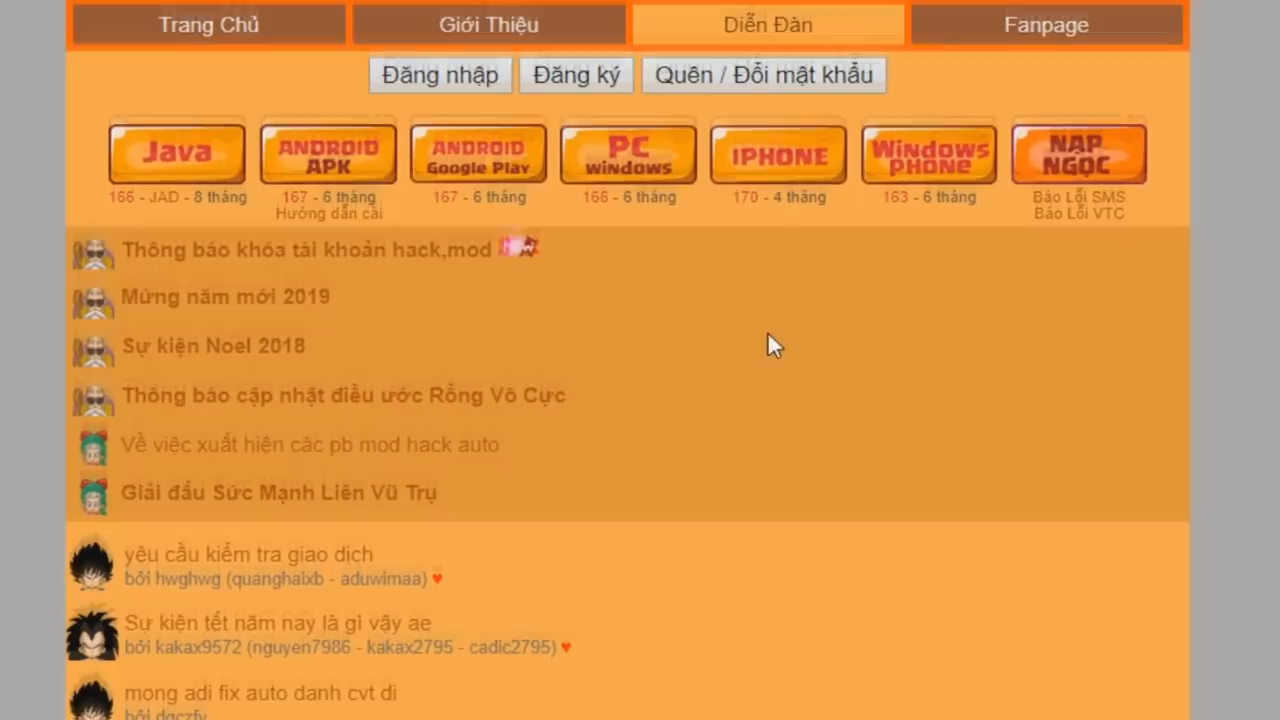 Trang Chủ
Giới Thiệu
Diễn Đàn
Fanpage
Đăng nhập
Đăng ký
Quên / Đổi mật khẩu
Java
ANDROID
APK
ANDROID
Google Play
PC
WINDOWS
IPHONE
Windows
PHONE
NẠP
NGỌC
166 - JAD - 8 tháng
167 - 6 tháng
Hướng dẫn cài
167 - 6 tháng
166 - 6 tháng
170 - 4 tháng
163 - 6 tháng
Báo Lỗi SMS
Báo Lỗi VTC
Thông báo khóa tài khoản hack,mod
Mừng năm mới 2019
Sự kiện Noel 2018
Thông báo cập nhật điều ước Rồng Vô Cực
Về việc xuất hiện các pb mod hack auto
Giải đấu Sức Mạnh Liên Vũ Trụ
yêu cầu kiểm tra giao dịch
bởi hwghwg (quanghaixb - aduwimaa) ♥
Sự kiện tết năm nay là gì vậy ae
bởi kakax9572 (nguyen7986 - kakax2795 - cadic2795) ♥
mong adi fix auto danh cvt di
bởi